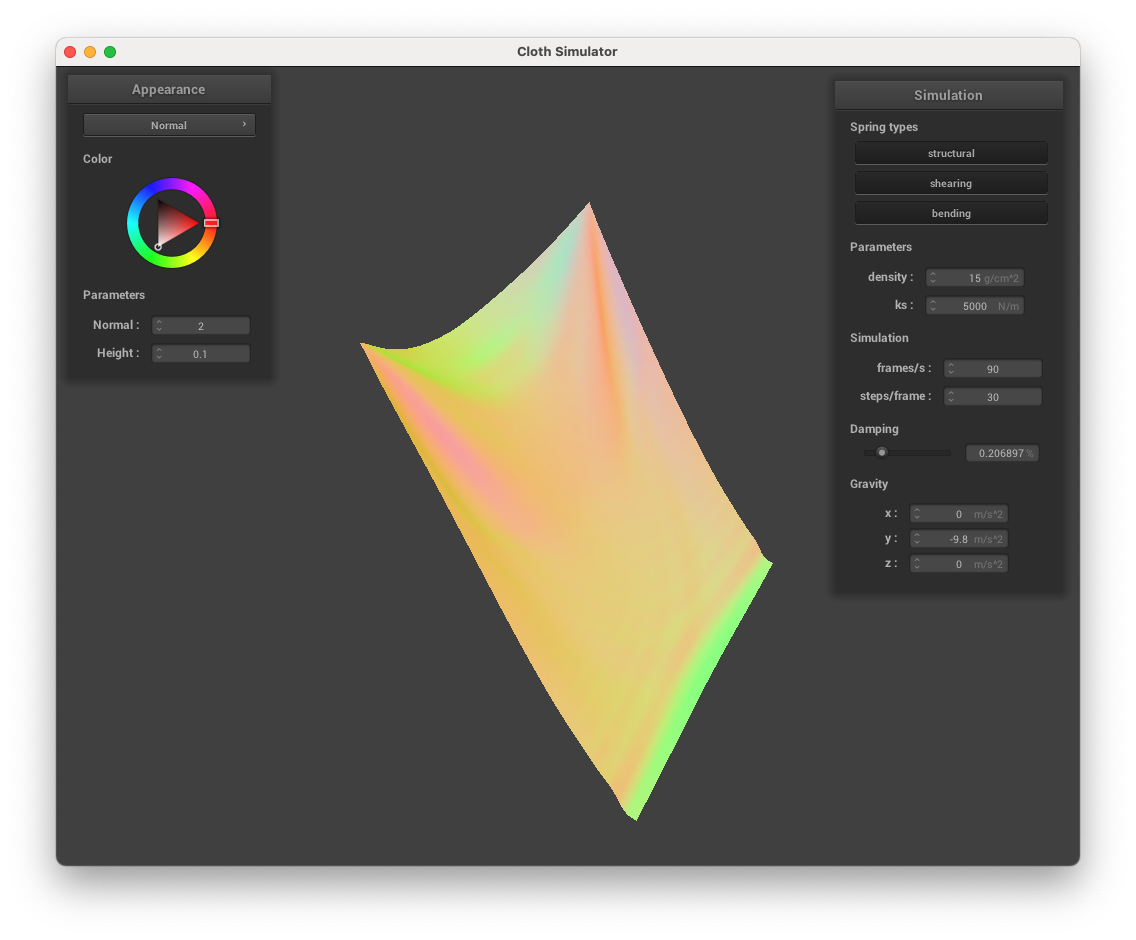 Cloth Simulator
Appearance
Normal ›
Color
Parameters
Normal : 2
Height : 0.1
Simulation
Spring types
structural
shearing
bending
Parameters
density : 15 g/cm^2
ks : 5000 N/m
Simulation
frames/s : 90
steps/frame : 30
Damping
0.206897 %
Gravity
x : 0 m/s^2
y : -9.8 m/s^2
z : 0 m/s^2